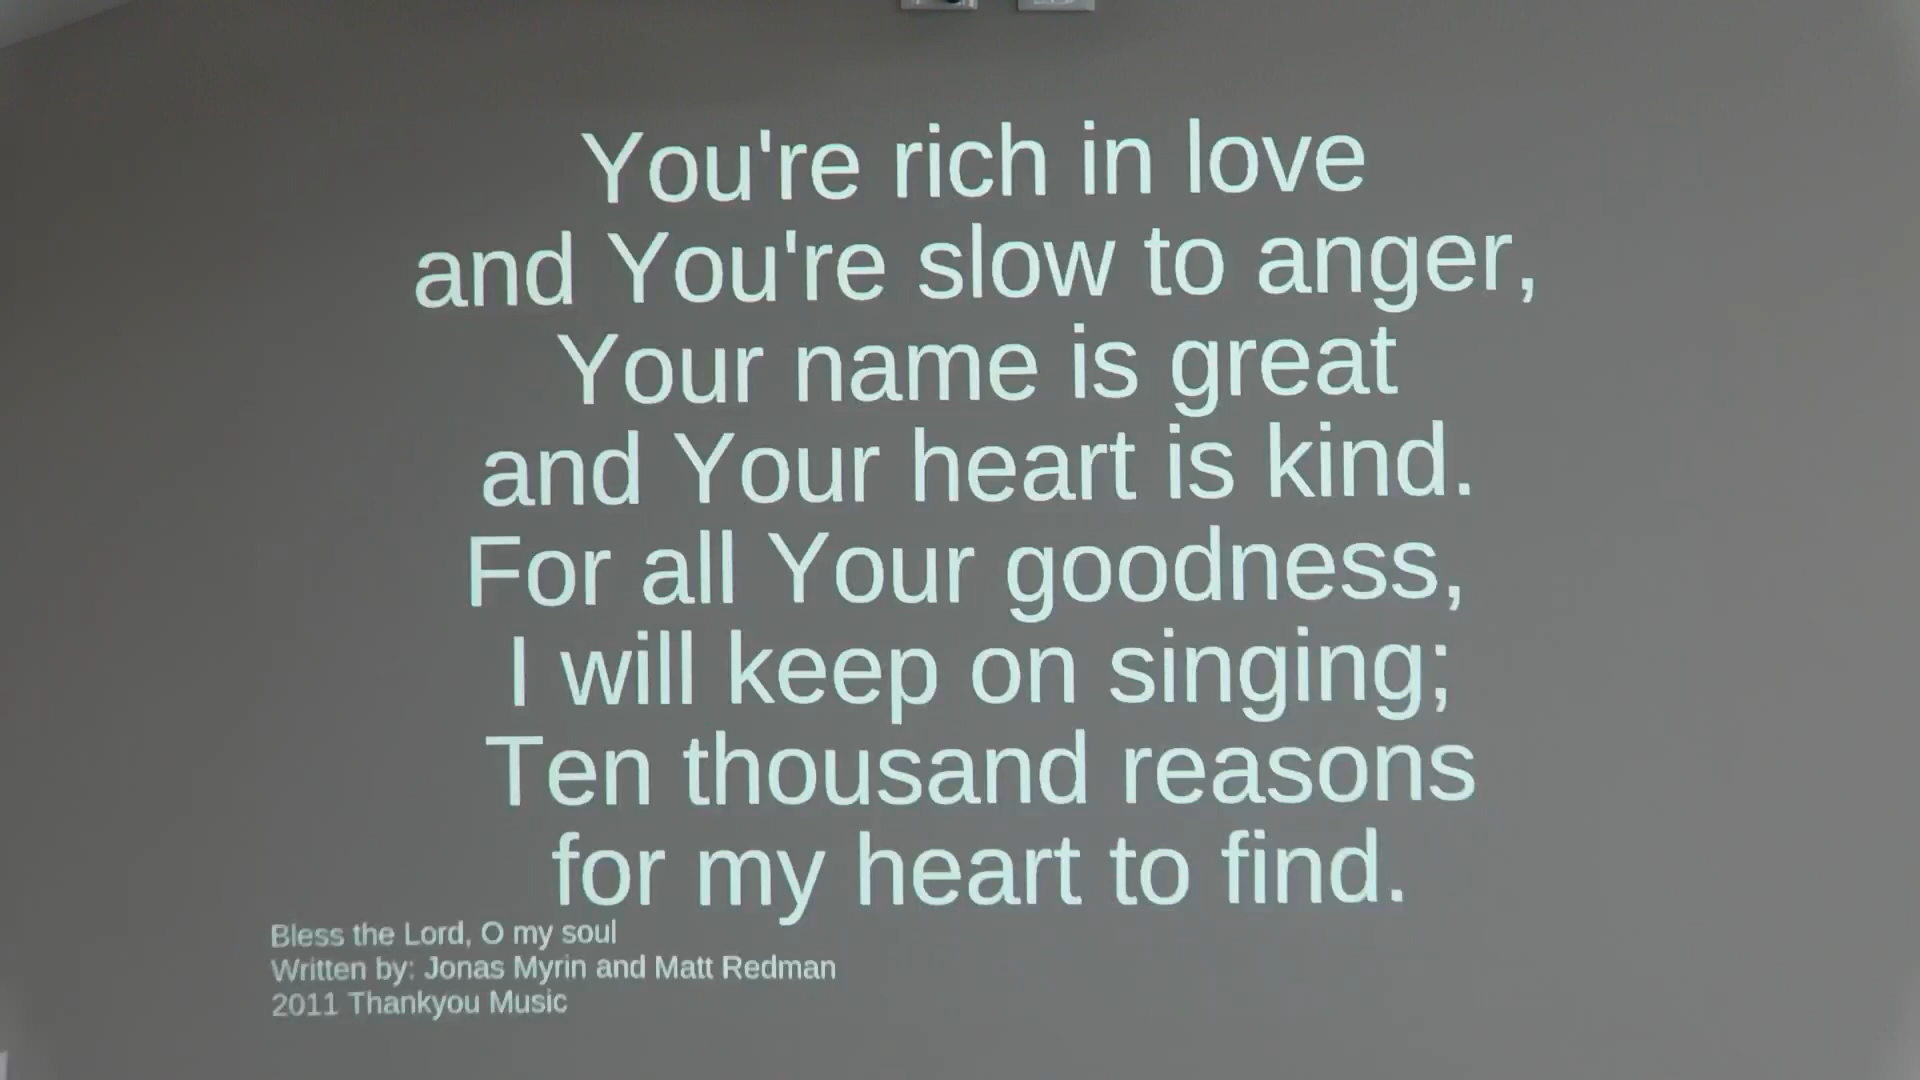 You're rich in love
and You're slow to anger,
Your name is great
and Your heart is kind.
For all Your goodness,
I will keep on singing;
Ten thousand reasons
for my heart to find.
Bless the Lord, O my soul
Written by: Jonas Myrin and Matt Redman
2011 Thankyou Music